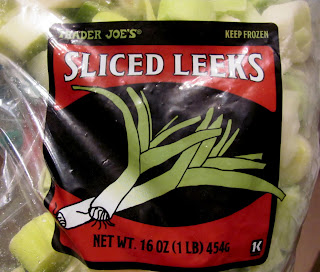 TRADER JOE'S®
KEEP FROZEN
SLICED LEEKS
NET WT. 16 OZ (1 LB) 454G
K